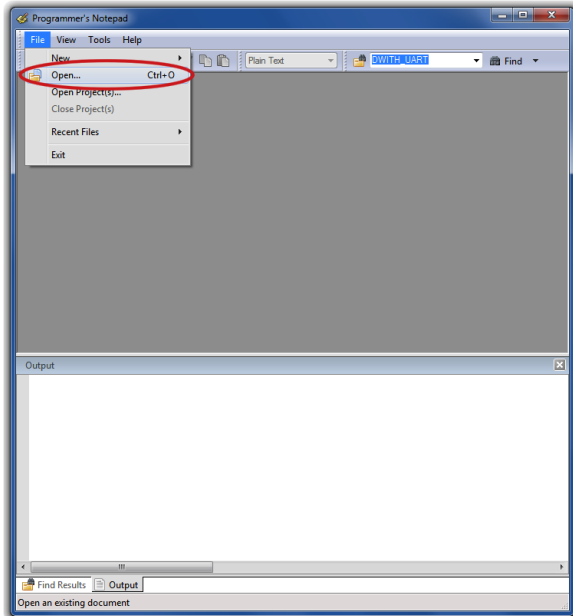 Programmer's Notepad
File View Tools Help
Plain Text DWITH_UART Find
New
Open... Ctrl+O
Open Project(s)...
Close Project(s)
Recent Files
Exit
Output
Find Results Output
Open an existing document